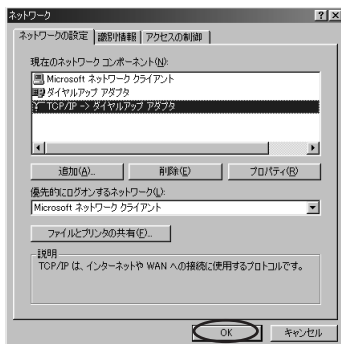 ネットワーク
ネットワークの設定 識別情報 アクセスの制御
現在のネットワーク コンポーネント(N):
Microsoft ネットワーク クライアント
ダイヤルアップ アダプタ
TCP/IP -> ダイヤルアップ アダプタ
追加(A)... 削除(E) プロパティ(R)
優先的にログオンするネットワーク(L):
Microsoft ネットワーク クライアント
ファイルとプリンタの共有(F)...
説明
TCP/IP は、インターネットや WAN への接続に使用するプロトコルです。
OK キャンセル